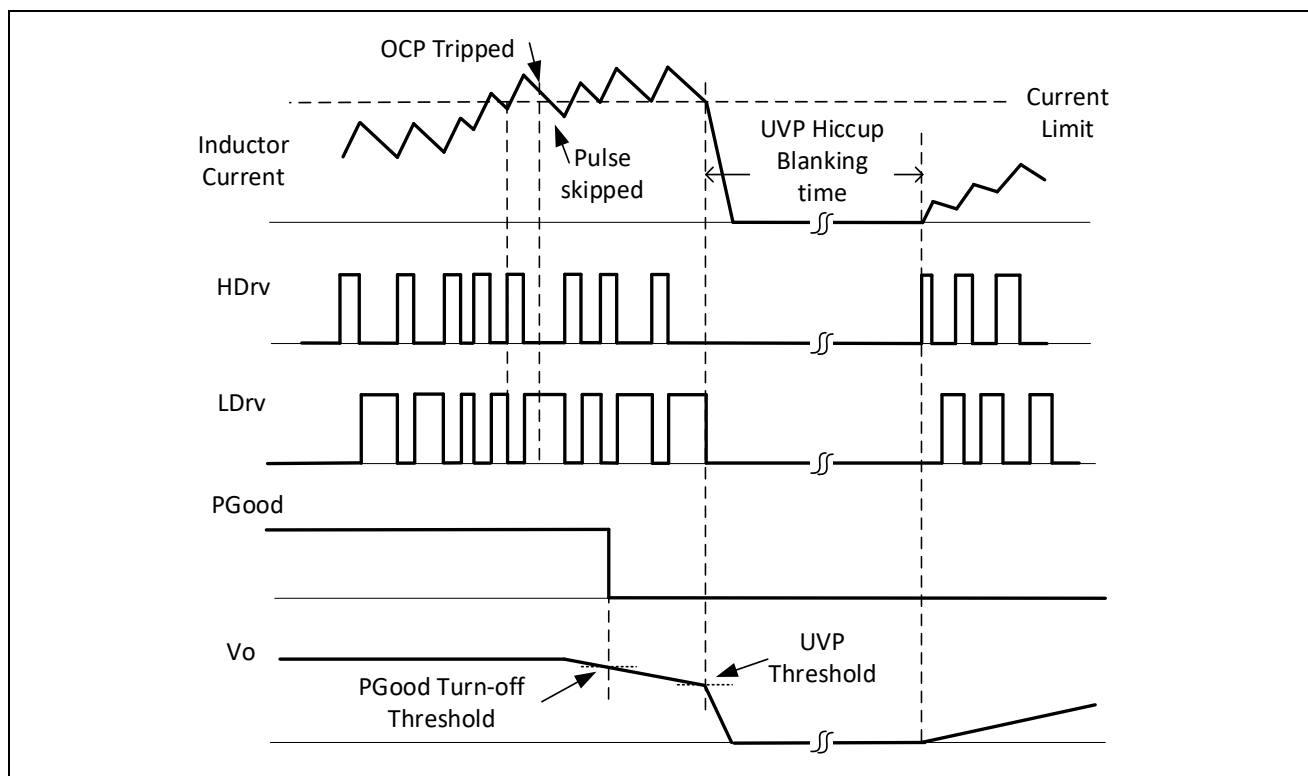 OCP Tripped
Current
Limit
UVP Hiccup
Blanking
time
Inductor
Current
Pulse
skipped
HDrv
LDrv
PGood
Vo
UVP
Threshold
PGood Turn-off
Threshold